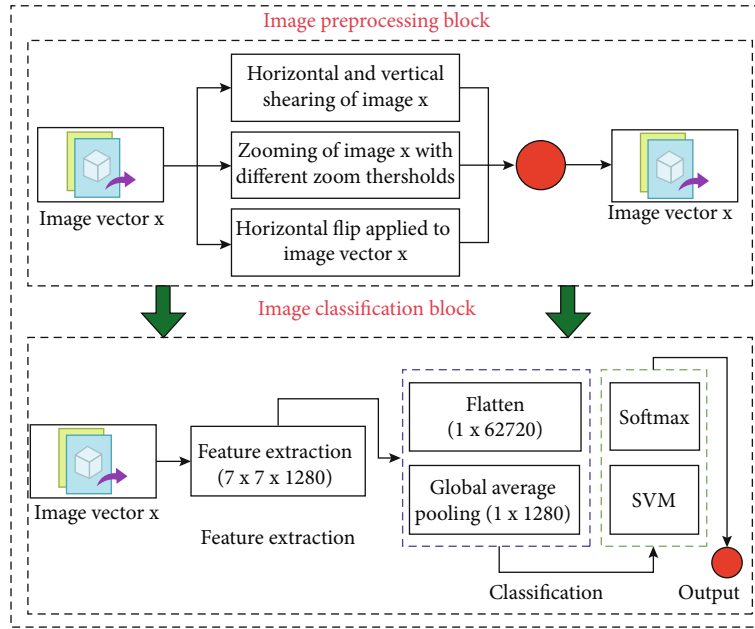 Image preprocessing block
Horizontal and vertical
shearing of image x
Zooming of image x with
different zoom thersholds
Horizontal flip applied to
image vector x
Image vector x
Image vector x
Image classification block
Image vector x
Feature extraction
(7 x 7 x 1280)
Feature extraction
Flatten
(1 x 62720)
Global average
pooling (1 x 1280)
Softmax
SVM
Classification
Output